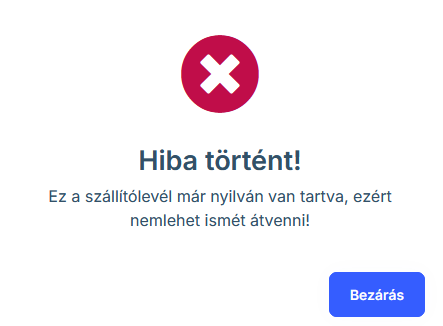 Hiba történt!
Ez a szállítólevél már nyilván van tartva, ezért
nemlehet ismét átvenni!
Bezárás